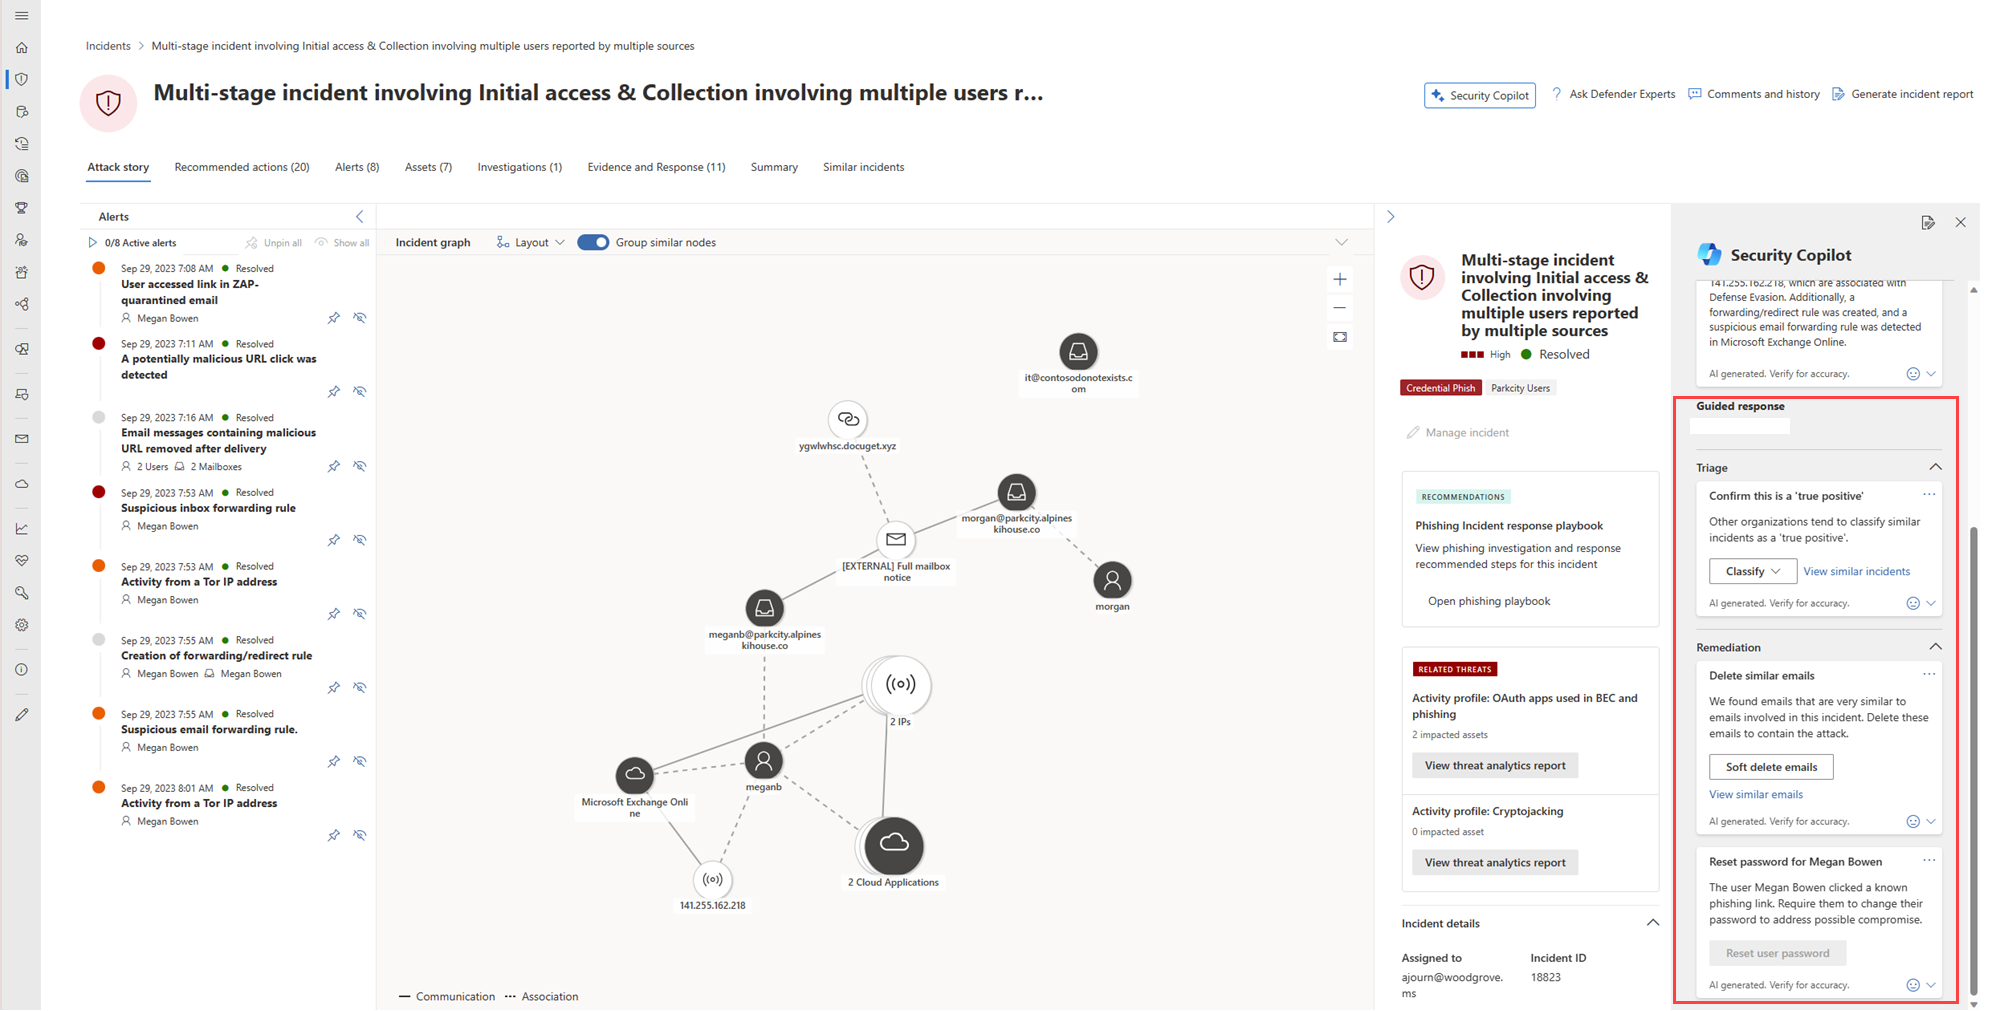 Incidents > Multi-stage incident involving Initial access & Collection involving multiple users reported by multiple sources
Multi-stage incident involving Initial access & Collection involving multiple users r...
Security Copilot
? Ask Defender Experts
Comments and history
Generate incident report
Attack story
Recommended actions (20)
Alerts (8)
Assets (7)
Investigations (1)
Evidence and Response (11)
Summary
Similar incidents
Alerts
0/8 Active alerts
Unpin all
Show all
Sep 29, 2023 7:08 AM Resolved
User accessed link in ZAP-
quarantined email
Megan Bowen
Sep 29, 2023 7:11 AM Resolved
A potentially malicious URL click was
detected
Sep 29, 2023 7:16 AM Resolved
Email messages containing malicious
URL removed after delivery
2 Users 2 Mailboxes
Sep 29, 2023 7:53 AM Resolved
Suspicious inbox forwarding rule
Megan Bowen
Sep 29, 2023 7:53 AM Resolved
Activity from a Tor IP address
Megan Bowen
Sep 29, 2023 7:55 AM Resolved
Creation of forwarding/redirect rule
Megan Bowen Megan Bowen
Sep 29, 2023 7:55 AM Resolved
Suspicious email forwarding rule.
Megan Bowen
Sep 29, 2023 8:01 AM Resolved
Activity from a Tor IP address
Megan Bowen
Incident graph
Layout
Group similar nodes
it@contosodonotexists.c
om
ygwlwhsc.docuget.xyz
morgan@parkcity.alpines
kihouse.co
[EXTERNAL] Full mailbox
notice
morgan
meganb@parkcity.alpines
kihouse.co
2 IPs
meganb
Microsoft Exchange Onli
ne
2 Cloud Applications
141.255.162.218
Communication
Association
Multi-stage incident
involving Initial access &
Collection involving
multiple users reported
by multiple sources
High Resolved
Credential Phish
Parkcity Users
Manage incident
RECOMMENDATIONS
Phishing Incident response playbook
View phishing investigation and response
recommended steps for this incident
Open phishing playbook
RELATED THREATS
Activity profile: OAuth apps used in BEC and
phishing
2 impacted assets
View threat analytics report
Activity profile: Cryptojacking
0 impacted asset
View threat analytics report
Incident details
Assigned to
ajourn@woodgrove.
ms
Incident ID
18823
Security Copilot
141.255.162.218, which are associated with
Defense Evasion. Additionally, a
forwarding/redirect rule was created, and a
suspicious email forwarding rule was detected
in Microsoft Exchange Online.
AI generated. Verify for accuracy.
Guided response
Triage
Confirm this is a 'true positive'
Other organizations tend to classify similar
incidents as a 'true positive'.
Classify
View similar incidents
AI generated. Verify for accuracy.
Remediation
Delete similar emails
We found emails that are very similar to
emails involved in this incident. Delete these
emails to contain the attack.
Soft delete emails
View similar emails
AI generated. Verify for accuracy.
Reset password for Megan Bowen
The user Megan Bowen clicked a known
phishing link. Require them to change their
password to address possible compromise.
Reset user password
AI generated. Verify for accuracy.